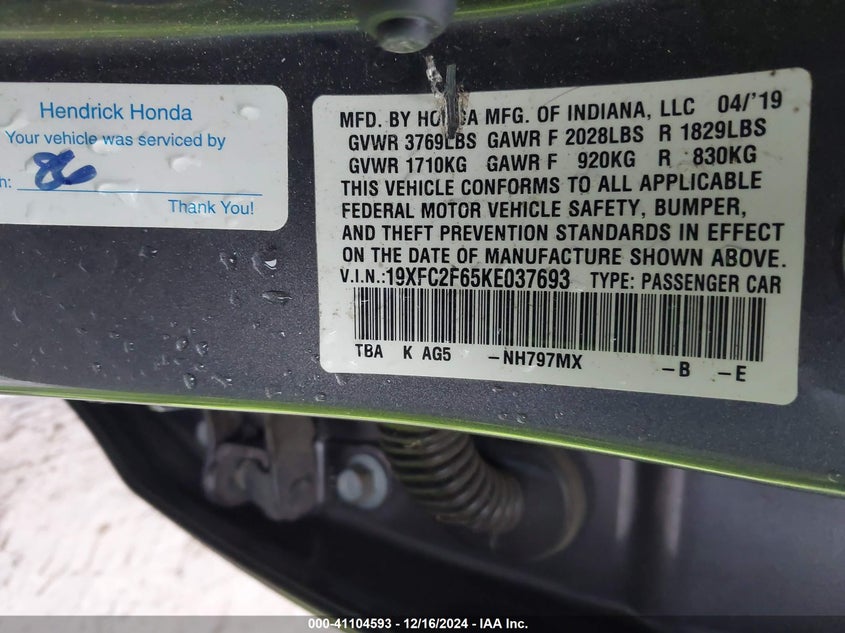 Hendrick Honda
Your vehicle was serviced by
h: 86
Thank You!
MFD. BY HONDA MFG. OF INDIANA, LLC 04/'19
GVWR 3769LBS GAWR F 2028LBS R 1829LBS
GVWR 1710KG GAWR F 920KG R 830KG
THIS VEHICLE CONFORMS TO ALL APPLICABLE
FEDERAL MOTOR VEHICLE SAFETY, BUMPER,
AND THEFT PREVENTION STANDARDS IN EFFECT
ON THE DATE OF MANUFACTURE SHOWN ABOVE.
V.I.N.: 19XFC2F65KE037693 TYPE: PASSENGER CAR
TBA K AG5 -NH797MX -B -E
000-41104593 - 12/16/2024 - IAA Inc.